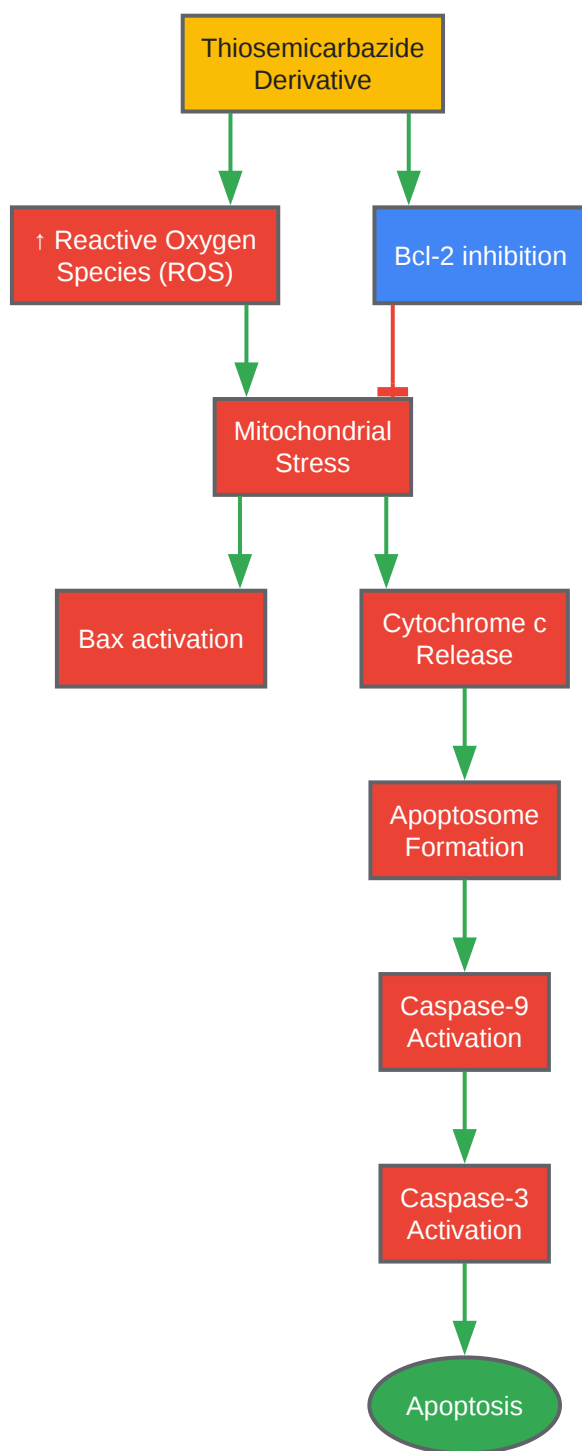 Thiosemicarbazide
Derivative
↑ Reactive Oxygen
Species (ROS)
Bcl-2 inhibition
Mitochondrial
Stress
Bax activation
Cytochrome c
Release
Apoptosome
Formation
Caspase-9
Activation
Caspase-3
Activation
Apoptosis